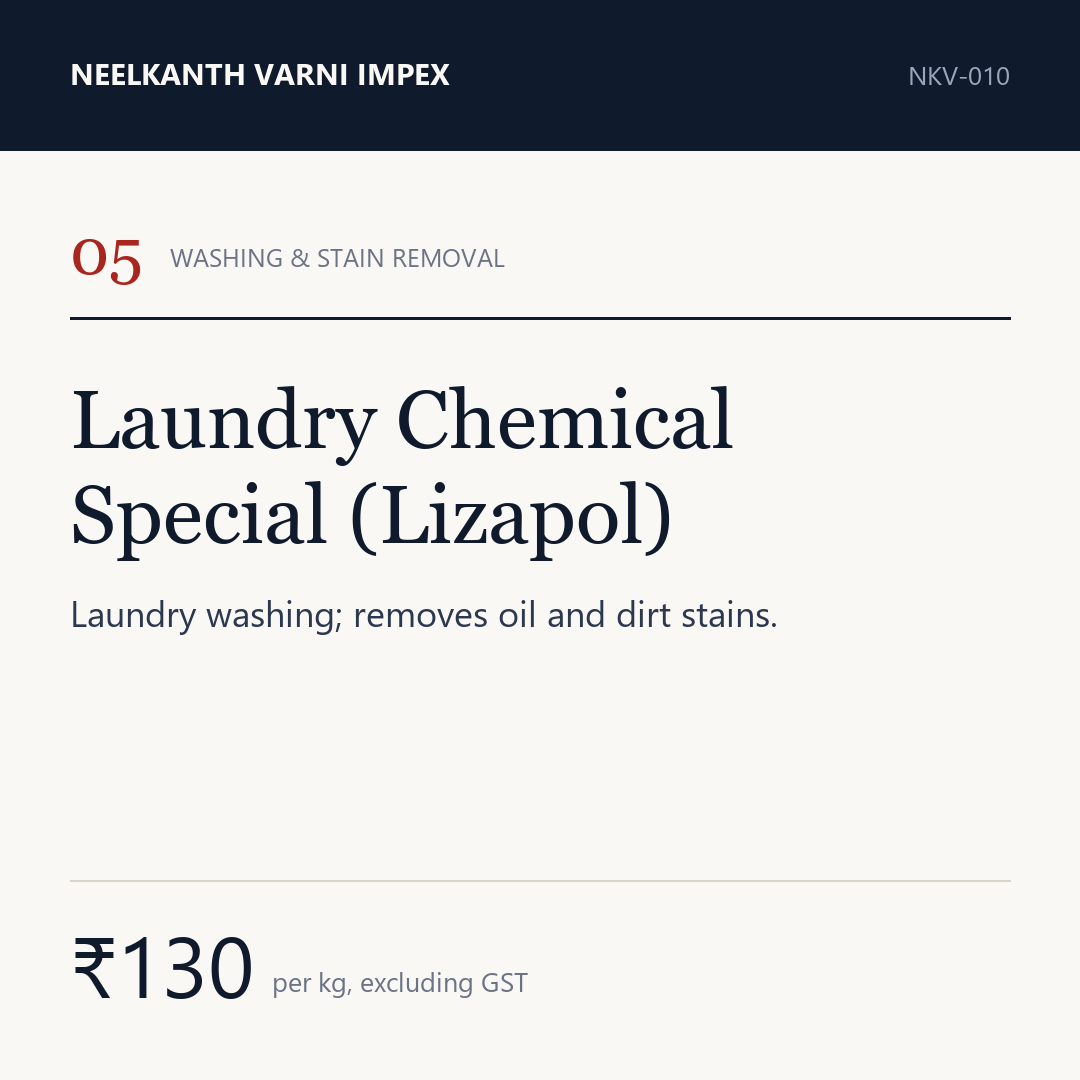 NEELKANTH VARNI IMPEX
NKV-010
05 WASHING & STAIN REMOVAL
Laundry Chemical
Special (Lizapol)
Laundry washing; removes oil and dirt stains.
₹130 per kg, excluding GST